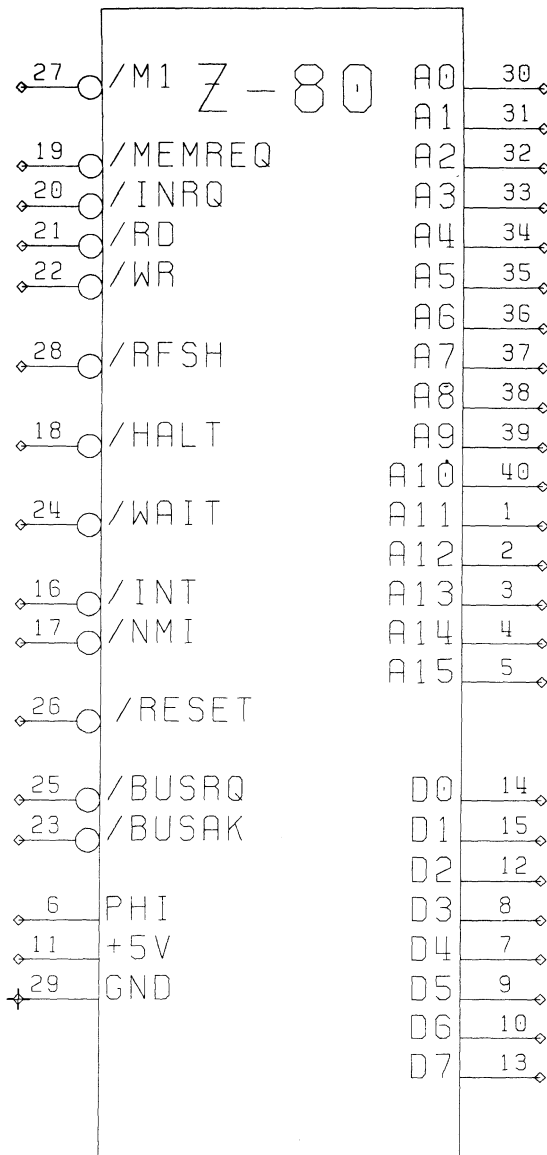 Z-80
27 /M1
19 /MEMREQ
20 /INRQ
21 /RD
22 /WR
28 /RFSH
18 /HALT
24 /WAIT
16 /INT
17 /NMI
26 /RESET
25 /BUSRQ
23 /BUSAK
6 PHI
11 +5V
29 GND
A0 30
A1 31
A2 32
A3 33
A4 34
A5 35
A6 36
A7 37
A8 38
A9 39
A10 40
A11 1
A12 2
A13 3
A14 4
A15 5
D0 14
D1 15
D2 12
D3 8
D4 7
D5 9
D6 10
D7 13